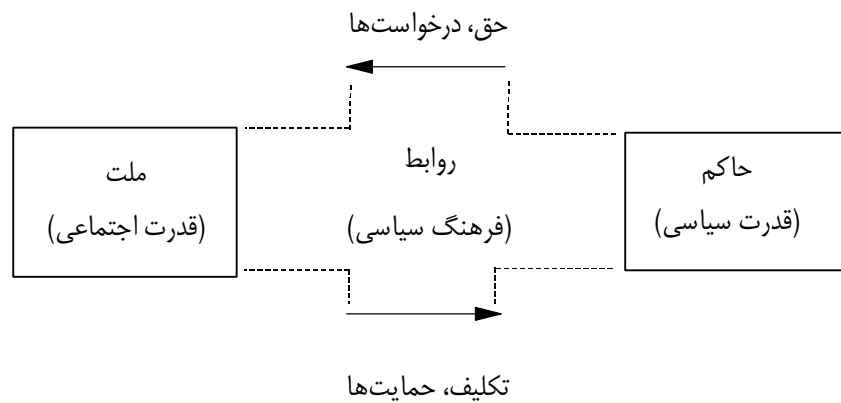 حق، درخواست‌ها
حاکم
(قدرت سیاسی)
روابط
(فرهنگ سیاسی)
ملت
(قدرت اجتماعی)
تکلیف، حمایت‌ها